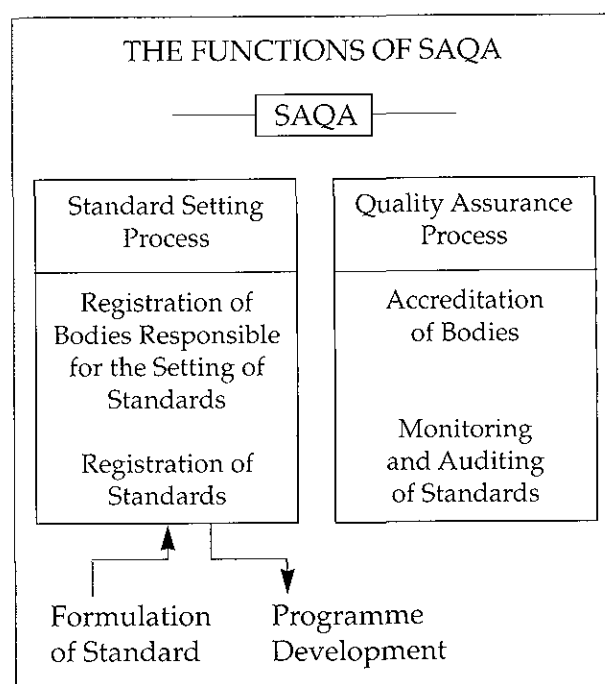 THE FUNCTIONS OF SAQA
SAQA
Standard Setting
Process
Registration of
Bodies Responsible
for the Setting of
Standards
Registration of
Standards
Quality Assurance
Process
Accreditation
of Bodies
Monitoring
and Auditing
of Standards
Formulation
of Standard
Programme
Development